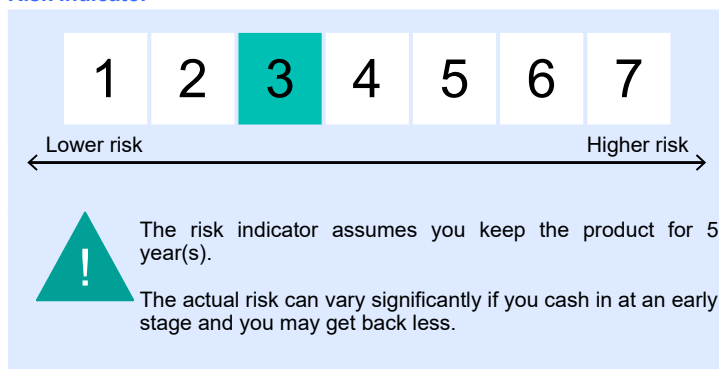 1 2 3 4 5 6 7
Lower risk Higher risk
!
The risk indicator assumes you keep the product for 5
year(s).
The actual risk can vary significantly if you cash in at an early
stage and you may get back less.